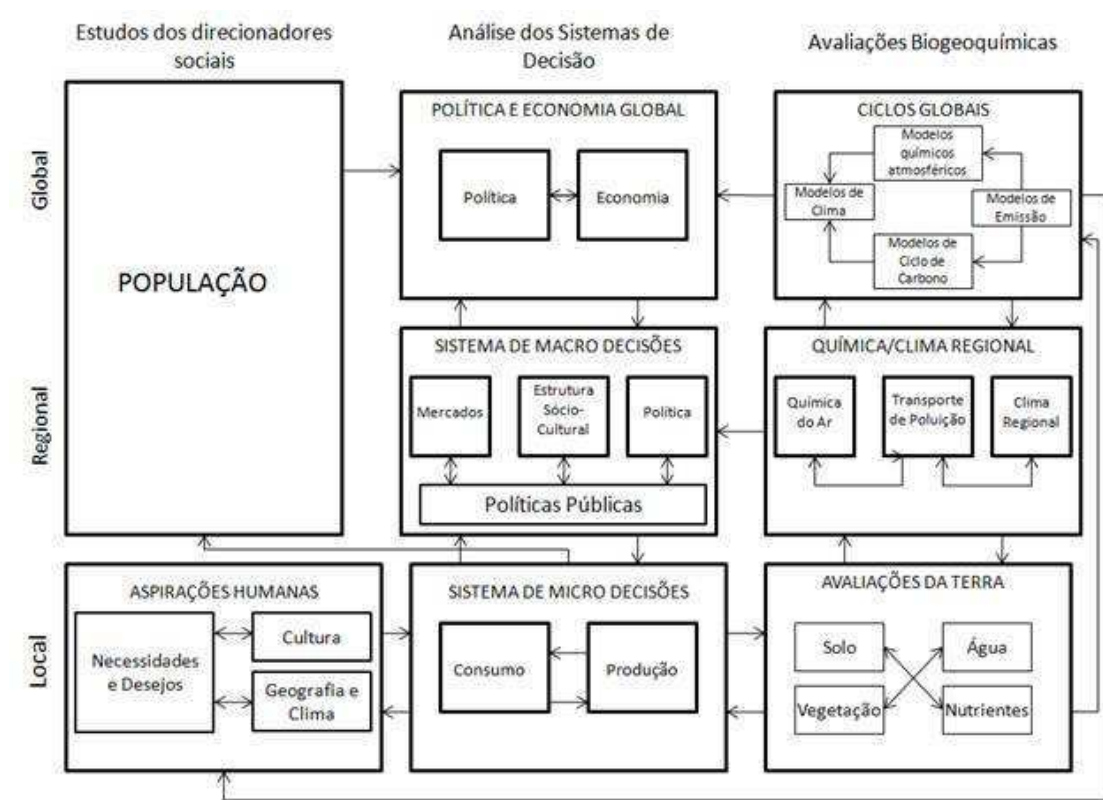 Estudos dos direcionadores
sociais
Análise dos Sistemas de
Decisão
Avaliações Biogeoquímicas
Global
POPULAÇÃO
POLÍTICA E ECONOMIA GLOBAL
Política
Economia
CICLOS GLOBAIS
Modelos
químicos
atmosféricos
Modelos de
Clima
Modelos de
Emissão
Modelos de
Ciclo de
Carbono
Regional
SISTEMA DE MACRO DECISÕES
Mercados
Estrutura
Sócio-
Cultural
Política
Políticas Públicas
QUÍMICA/CLIMA REGIONAL
Química
do Ar
Transporte
de Poluição
Clima
Regional
Local
ASPIRAÇÕES HUMANAS
Necessidades
e Desejos
Cultura
Geografia e
Clima
SISTEMA DE MICRO DECISÕES
Consumo
Produção
AVALIAÇÕES DA TERRA
Solo
Água
Vegetação
Nutrientes